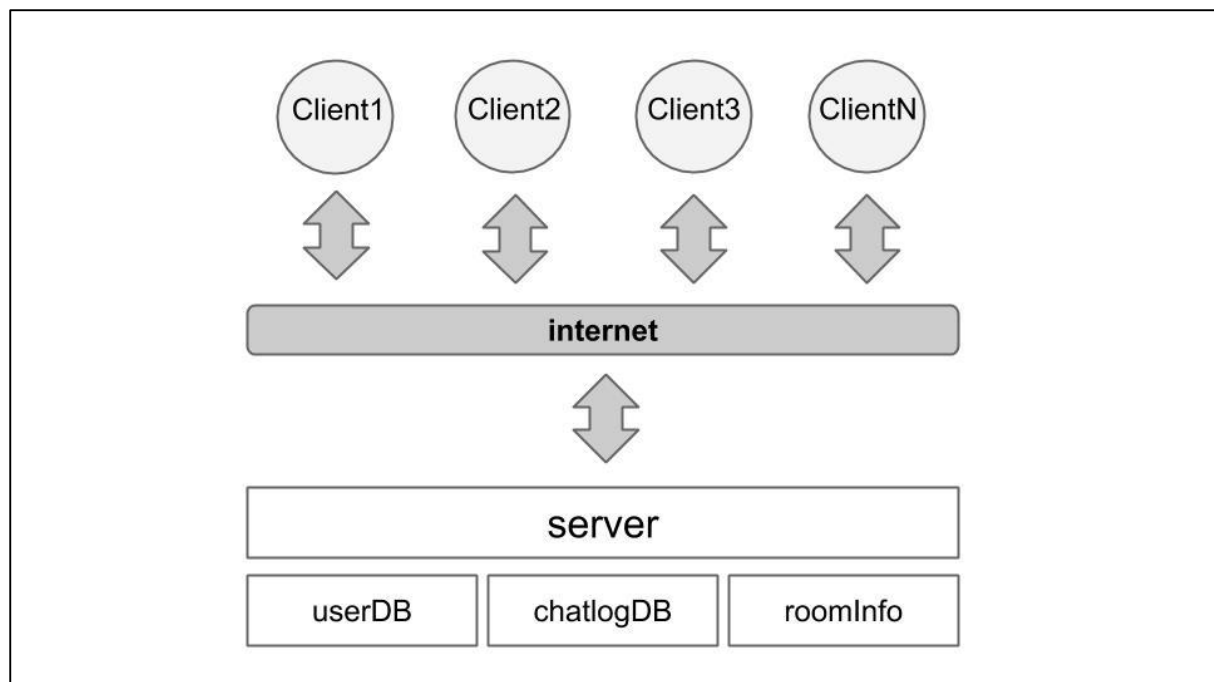 Client1 Client2 Client3 ClientN
internet
server
userDB chatlogDB roomInfo